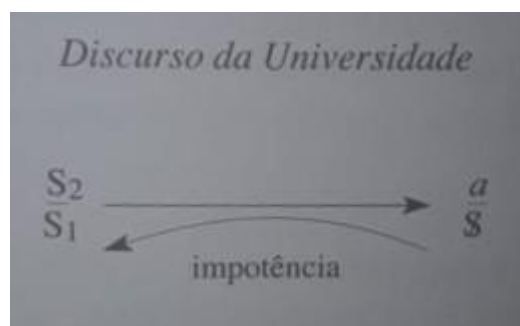 Discurso da Universidade
S₂ a
S₁ $
impotência